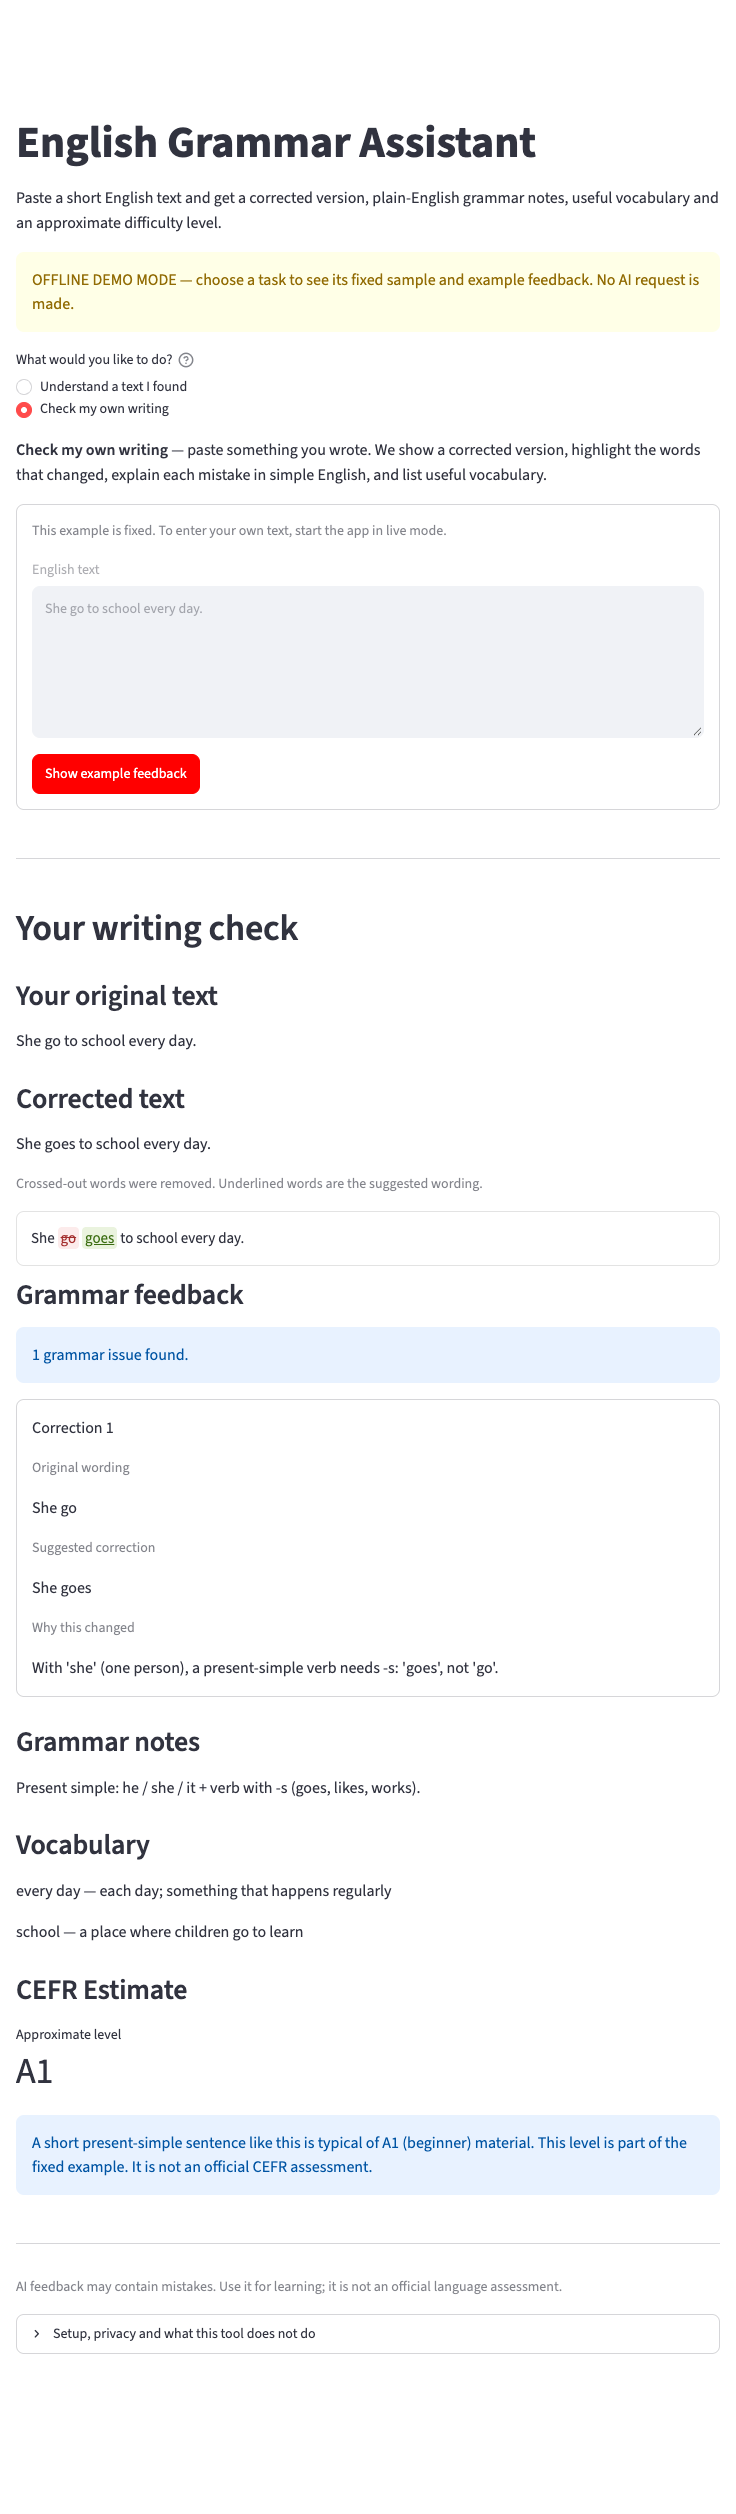 English Grammar Assistant
Paste a short English text and get a corrected version, plain-English grammar notes, useful vocabulary and
an approximate difficulty level.
OFFLINE DEMO MODE — choose a task to see its fixed sample and example feedback. No AI request is
made.
What would you like to do?
Understand a text I found
Check my own writing
Check my own writing — paste something you wrote. We show a corrected version, highlight the words
that changed, explain each mistake in simple English, and list useful vocabulary.
This example is fixed. To enter your own text, start the app in live mode.
English text
She go to school every day.
Show example feedback
Your writing check
Your original text
She go to school every day.
Corrected text
She goes to school every day.
Crossed-out words were removed. Underlined words are the suggested wording.
She go goes to school every day.
Grammar feedback
1 grammar issue found.
Correction 1
Original wording
She go
Suggested correction
She goes
Why this changed
With 'she' (one person), a present-simple verb needs -s: 'goes', not 'go'.
Grammar notes
Present simple: he / she / it + verb with -s (goes, likes, works).
Vocabulary
every day — each day; something that happens regularly
school — a place where children go to learn
CEFR Estimate
Approximate level
A1
A short present-simple sentence like this is typical of A1 (beginner) material. This level is part of the
fixed example. It is not an official CEFR assessment.
AI feedback may contain mistakes. Use it for learning; it is not an official language assessment.
Setup, privacy and what this tool does not do